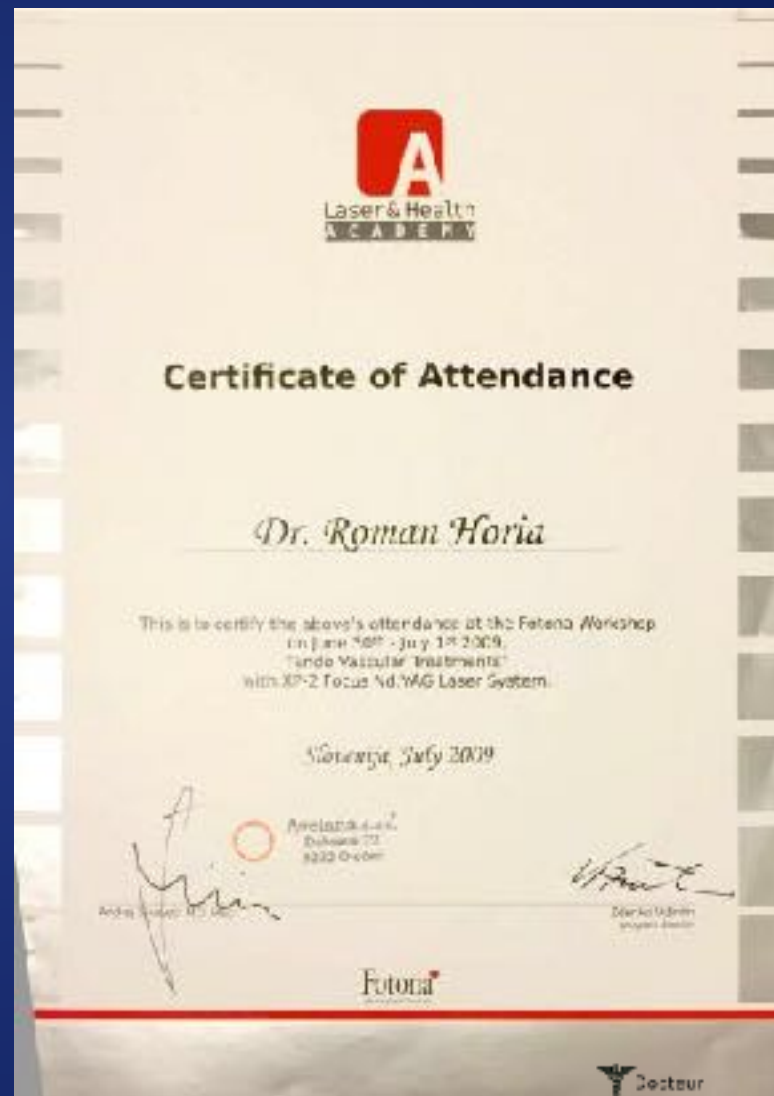 A
Laser & Health
ACADEMY
Certificate of Attendance
Dr. Roman Horia
This is to certify the above's attendance at the Fotona Workshop
on June 30th - July 1st 2009,
"Endo Vascular Treatments"
with XP-2 Focus Nd:YAG Laser System.
Slovenija, July 2009
Avelana d.o.o.
Andrej
Fotona
Docteur